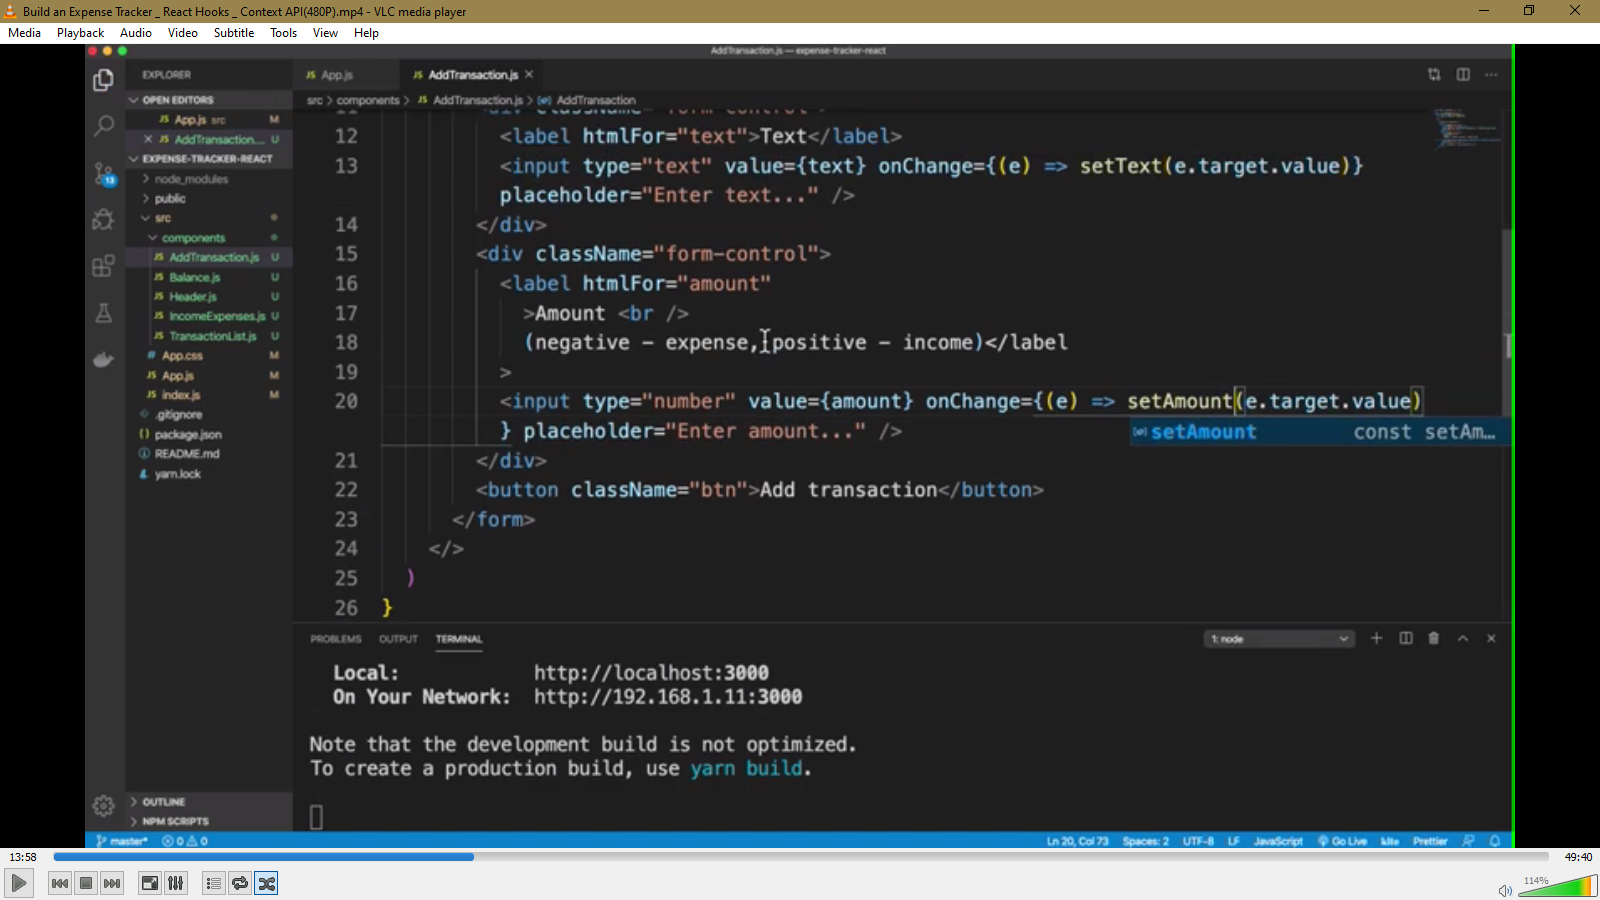 Build an Expense Tracker _ React Hooks _ Context API(480P).mp4 - VLC media player
Media Playback Audio Video Subtitle Tools View Help
AddTransaction.js — expense-tracker-react
EXPLORER
JS App.js
JS AddTransaction.js ×
OPEN EDITORS
src > components > JS AddTransaction.js > AddTransaction
JS App.js src M
× JS AddTransaction.... U
EXPENSE-TRACKER-REACT
> node_modules
> public
src
components
JS AddTransaction.js U
JS Balance.js U
JS Header.js U
JS IncomeExpenses.js U
JS TransactionList.js U
# App.css M
JS App.js M
JS index.js M
.gitignore
package.json
README.md
yarn.lock
OUTLINE
NPM SCRIPTS
13
11 <div className="form-control">
12 <label htmlFor="text">Text</label>
13 <input type="text" value={text} onChange={(e) => setText(e.target.value)}
placeholder="Enter text..." />
14 </div>
15 <div className="form-control">
16 <label htmlFor="amount"
17 >Amount <br />
18 (negative - expense, positive - income)</label
19 >
20 <input type="number" value={amount} onChange={(e) => setAmount(e.target.value)
} placeholder="Enter amount..." />
setAmount const setAm...
21 </div>
22 <button className="btn">Add transaction</button>
23 </form>
24 </>
25 )
26 }
PROBLEMS OUTPUT TERMINAL 1: node
Local: http://localhost:3000
On Your Network: http://192.168.1.11:3000
Note that the development build is not optimized.
To create a production build, use yarn build.
master* 0 0 Ln 20, Col 73 Spaces: 2 UTF-8 LF JavaScript Go Live kite Prettier
13:58 49:40
114%